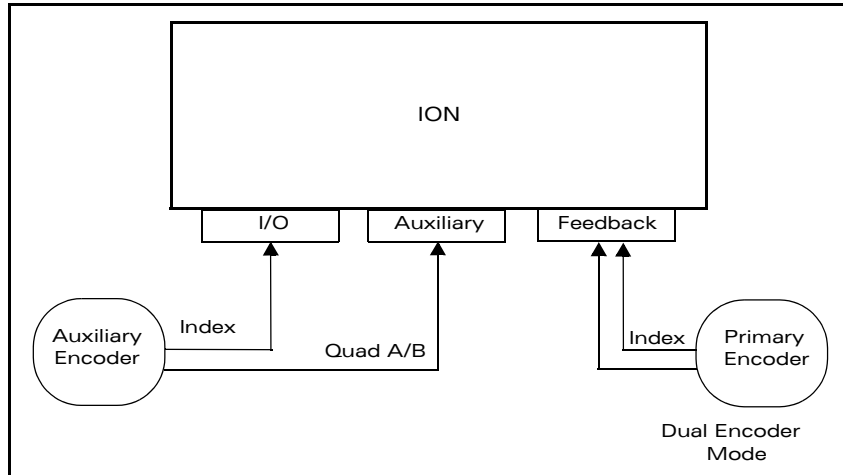 ION
I/O
Auxiliary
Feedback
Auxiliary
Encoder
Index
Quad A/B
Index
Primary
Encoder
Dual Encoder
Mode